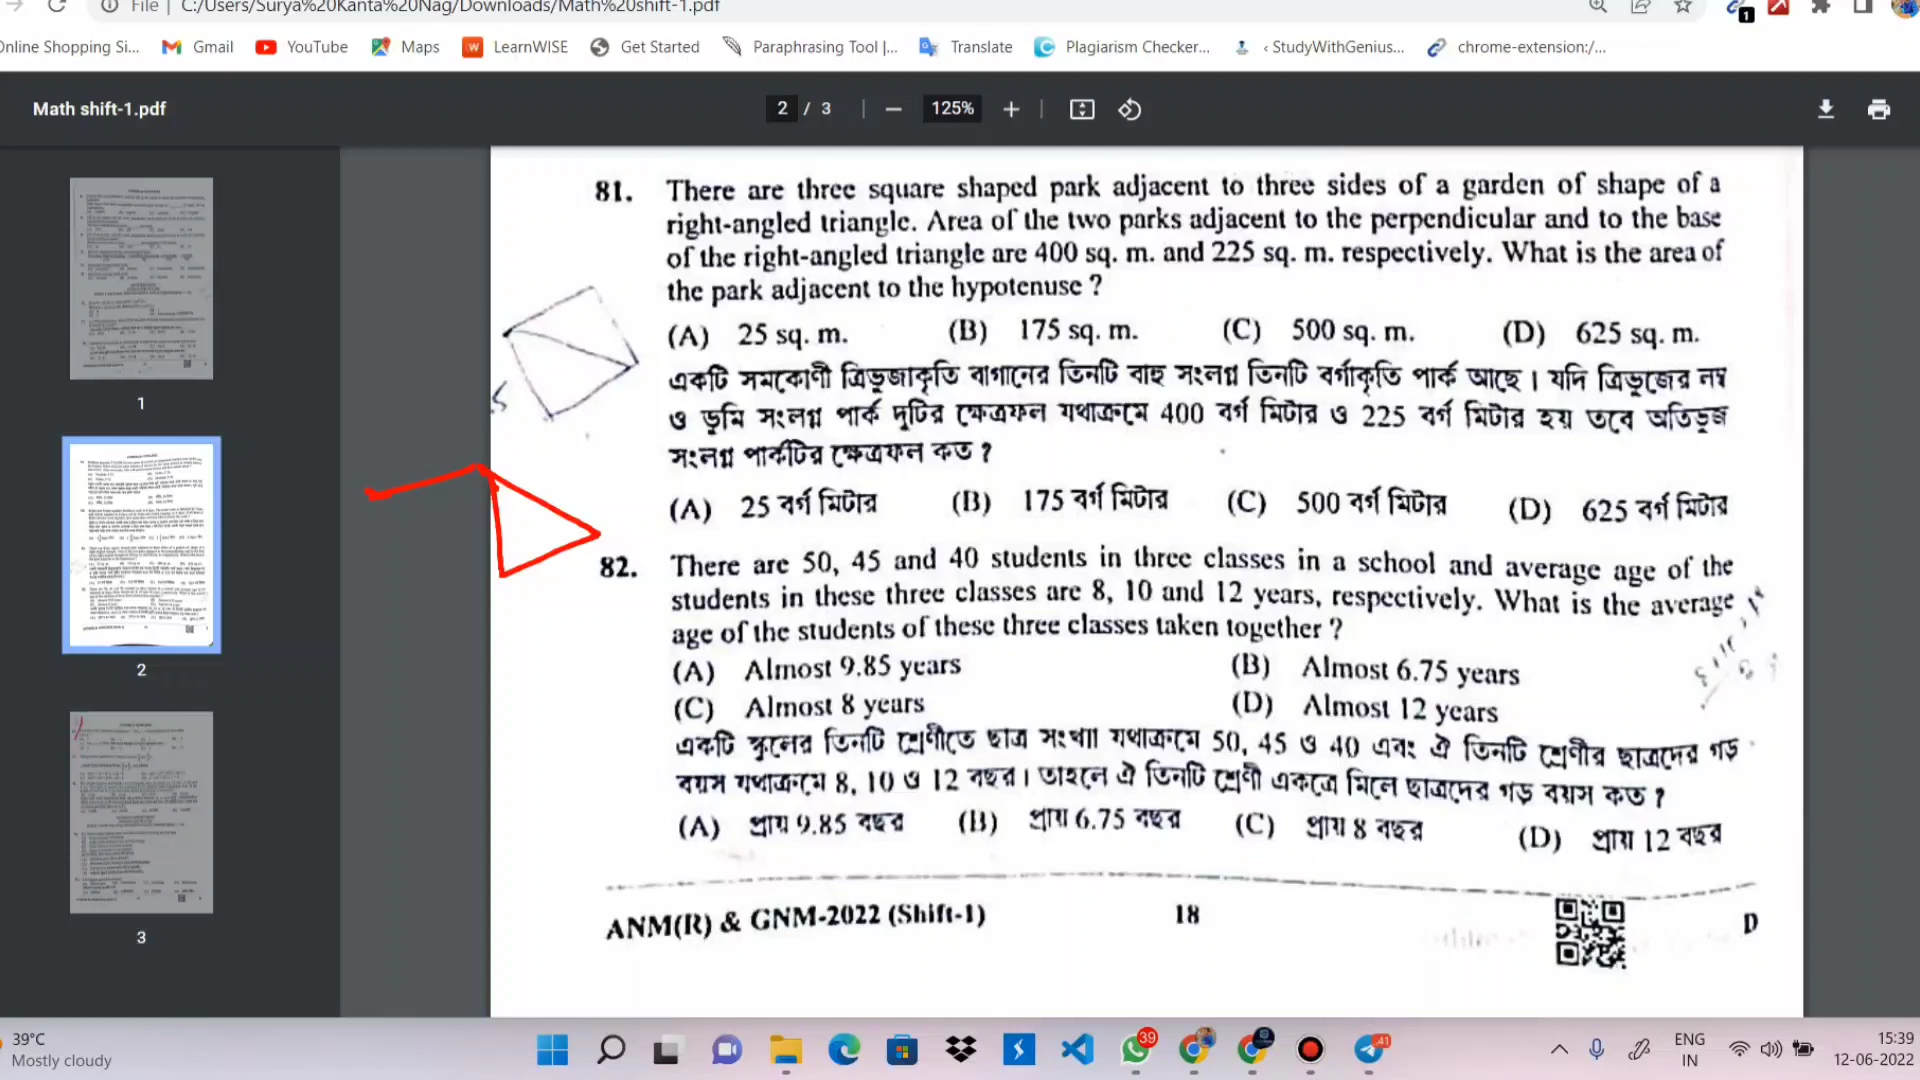 File | C:/Users/Surya%20Kanta%20Nag/Downloads/Math%20shift-1.pdf
1
Online Shopping Si... Gmail YouTube Maps LearnWISE Get Started Paraphrasing Tool |... Translate Plagiarism Checker... ‹ StudyWithGenius... chrome-extension:/...
Math shift-1.pdf 2 / 3 125%
1
2
3
81. There are three square shaped park adjacent to three sides of a garden of shape of a
right-angled triangle. Area of the two parks adjacent to the perpendicular and to the base
of the right-angled triangle are 400 sq. m. and 225 sq. m. respectively. What is the area of
the park adjacent to the hypotenuse ?
(A) 25 sq. m. (B) 175 sq. m. (C) 500 sq. m. (D) 625 sq. m.
একটি সমকোণী ত্রিভুজাকৃতি বাগানের তিনটি বাহু সংলগ্ন তিনটি বর্গাকৃতি পার্ক আছে । যদি ত্রিভুজের লম্ব
ও ভূমি সংলগ্ন পার্ক দুটির ক্ষেত্রফল যথাক্রমে 400 বর্গ মিটার ও 225 বর্গ মিটার হয় তবে অতিভুজ
সংলগ্ন পার্কটির ক্ষেত্রফল কত ?
(A) 25 বর্গ মিটার (B) 175 বর্গ মিটার (C) 500 বর্গ মিটার (D) 625 বর্গ মিটার
82. There are 50, 45 and 40 students in three classes in a school and average age of the
students in these three classes are 8, 10 and 12 years, respectively. What is the average
age of the students of these three classes taken together ?
(A) Almost 9.85 years (B) Almost 6.75 years
(C) Almost 8 years (D) Almost 12 years
একটি স্কুলের তিনটি শ্রেণীতে ছাত্র সংখ্যা যথাক্রমে 50, 45 ও 40 এবং ঐ তিনটি শ্রেণীর ছাত্রদের গড়
বয়স যথাক্রমে 8, 10 ও 12 বছর । তাহলে ঐ তিনটি শ্রেণী একত্রে মিলে ছাত্রদের গড় বয়স কত ?
(A) প্রায় 9.85 বছর (B) প্রায় 6.75 বছর (C) প্রায় 8 বছর (D) প্রায় 12 বছর
ANM(R) & GNM-2022 (Shift-1) 18 D
39°C
Mostly cloudy
39
41
ENG
IN
15:39
12-06-2022